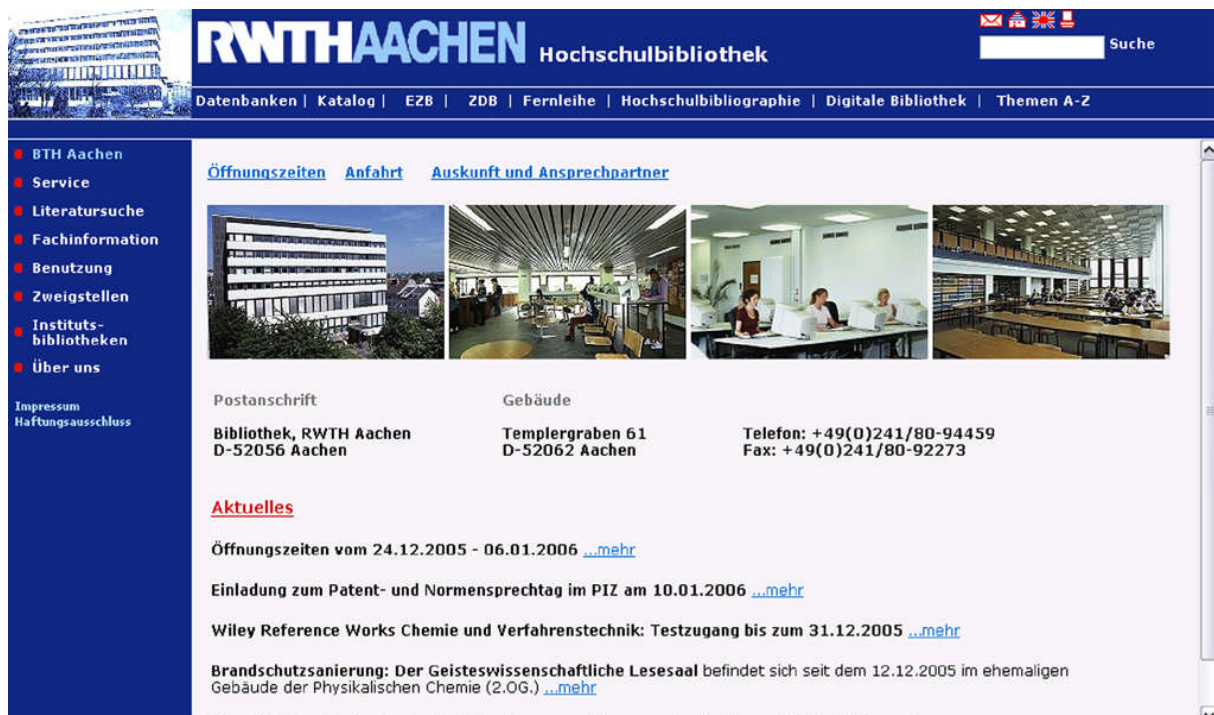 RWTHAACHEN Hochschulbibliothek
Suche
Datenbanken | Katalog | EZB | ZDB | Fernleihe | Hochschulbibliographie | Digitale Bibliothek | Themen A-Z
BTH Aachen
Service
Literatursuche
Fachinformation
Benutzung
Zweigstellen
Instituts-
bibliotheken
Über uns
Impressum
Haftungsausschluss
Öffnungszeiten Anfahrt Auskunft und Ansprechpartner
Postanschrift
Bibliothek, RWTH Aachen
D-52056 Aachen
Gebäude
Templergraben 61
D-52062 Aachen
Telefon: +49(0)241/80-94459
Fax: +49(0)241/80-92273
Aktuelles
Öffnungszeiten vom 24.12.2005 - 06.01.2006 ...mehr
Einladung zum Patent- und Normensprechtag im PIZ am 10.01.2006 ...mehr
Wiley Reference Works Chemie und Verfahrenstechnik: Testzugang bis zum 31.12.2005 ...mehr
Brandschutzsanierung: Der Geisteswissenschaftliche Lesesaal befindet sich seit dem 12.12.2005 im ehemaligen
Gebäude der Physikalischen Chemie (2.OG.) ...mehr